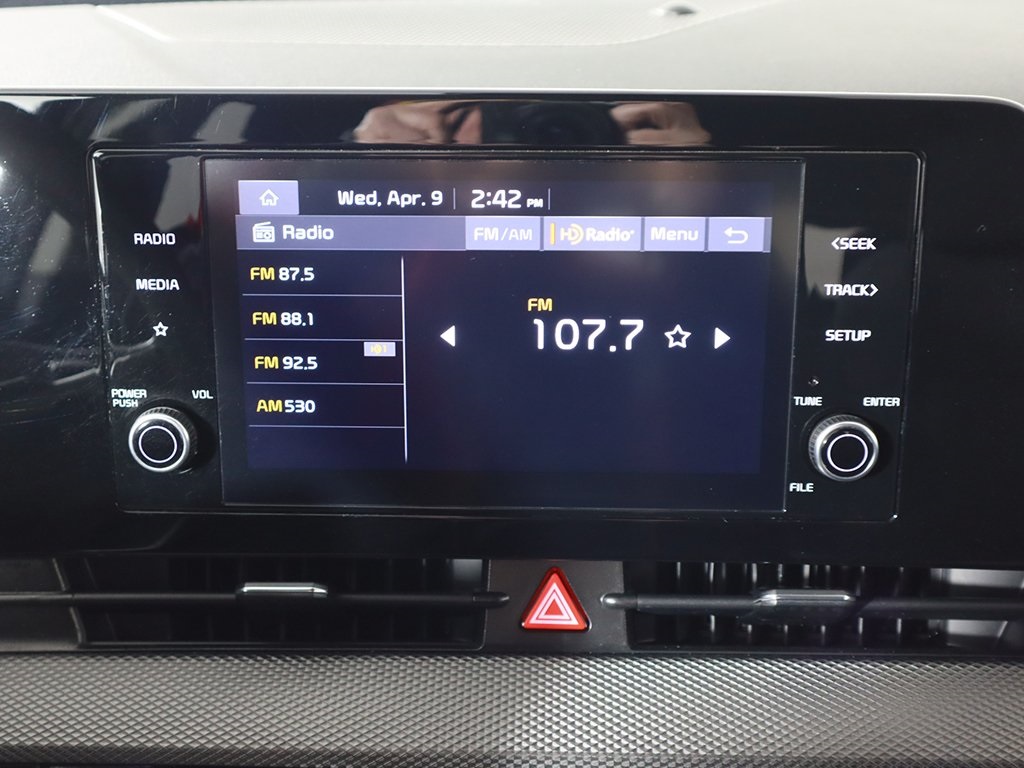 Wed, Apr. 9 2:42 PM
Radio FM/AM HD Radio Menu
RADIO
MEDIA
POWER PUSH VOL
FM 87.5
FM 88.1
FM 92.5
AM 530
FM
107.7
<SEEK
TRACK>
SETUP
TUNE ENTER
FILE